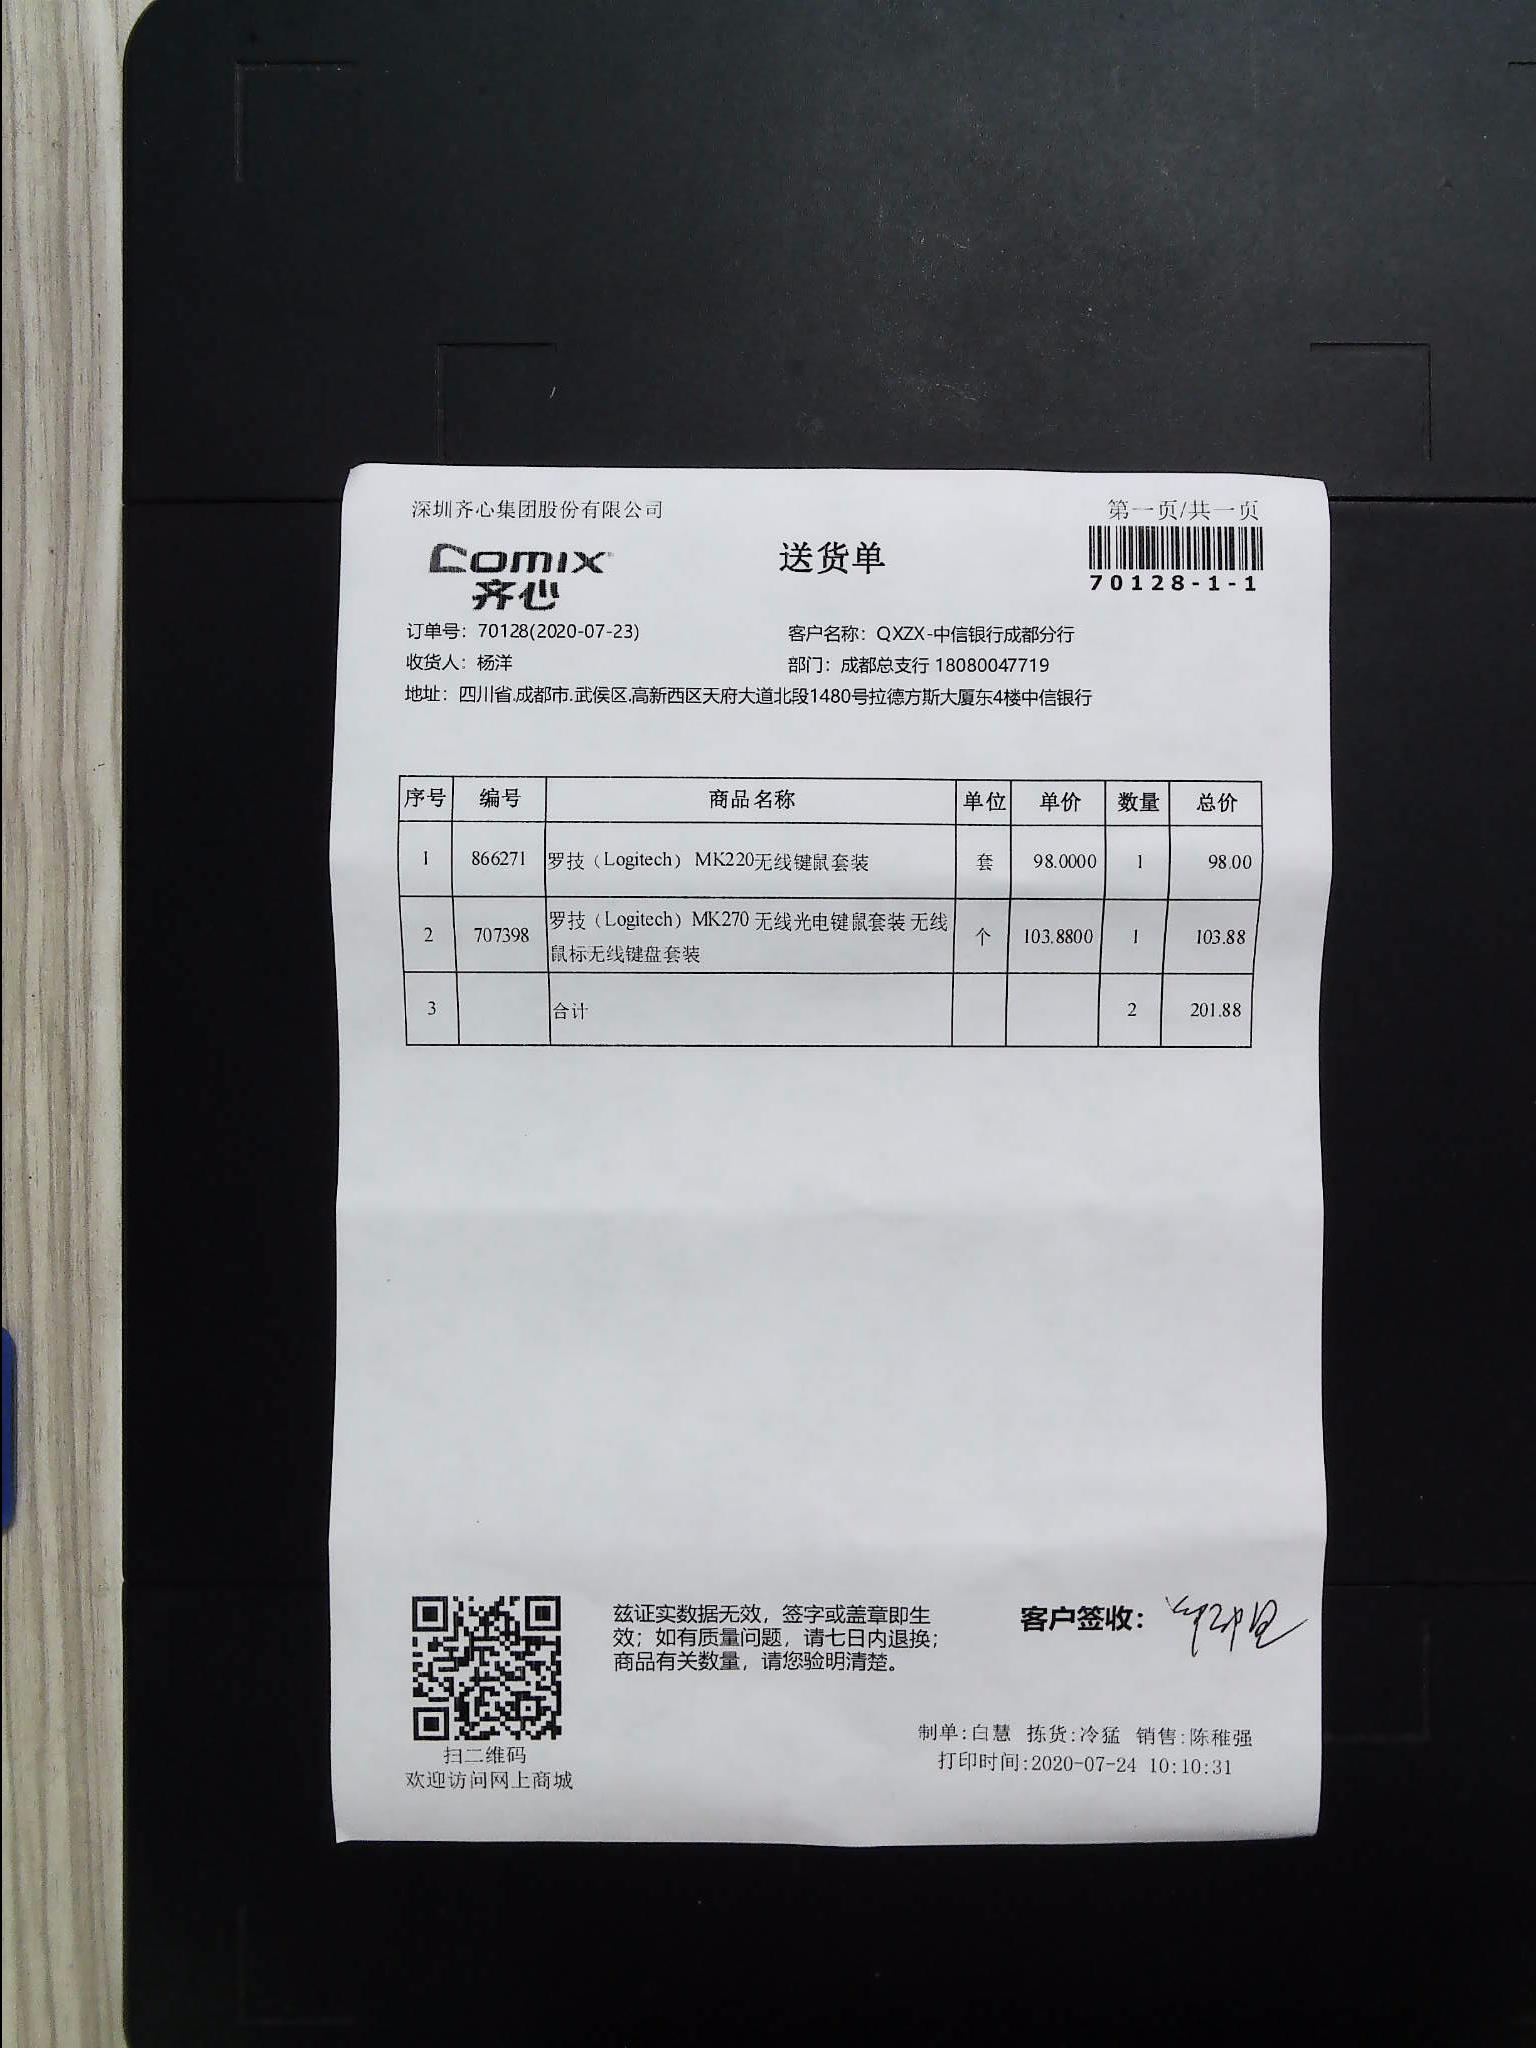 深圳齐心集团股份有限公司
第一页/共一页
Comix
齐心
送货单
70128-1-1
订单号：70128(2020-07-23)
客户名称：QXZX-中信银行成都分行
收货人：杨洋
部门：成都总支行 18080047719
地址：四川省.成都市.武侯区.高新西区天府大道北段1480号拉德方斯大厦东4楼中信银行
序号 编号 商品名称 单位 单价 数量 总价
1 866271 罗技（Logitech） MK220无线键鼠套装 套 98.0000 1 98.00
2 707398 罗技（Logitech）MK270 无线光电键鼠套装 无线 个 103.8800 1 103.88
鼠标无线键盘套装
3 合计 2 201.88
兹证实数据无效，签字或盖章即生
效；如有质量问题，请七日内退换；
商品有关数量，请您验明清楚。
客户签收：
扫二维码
欢迎访问网上商城
制单:白慧 拣货:冷猛 销售:陈稚强
打印时间:2020-07-24 10:10:31